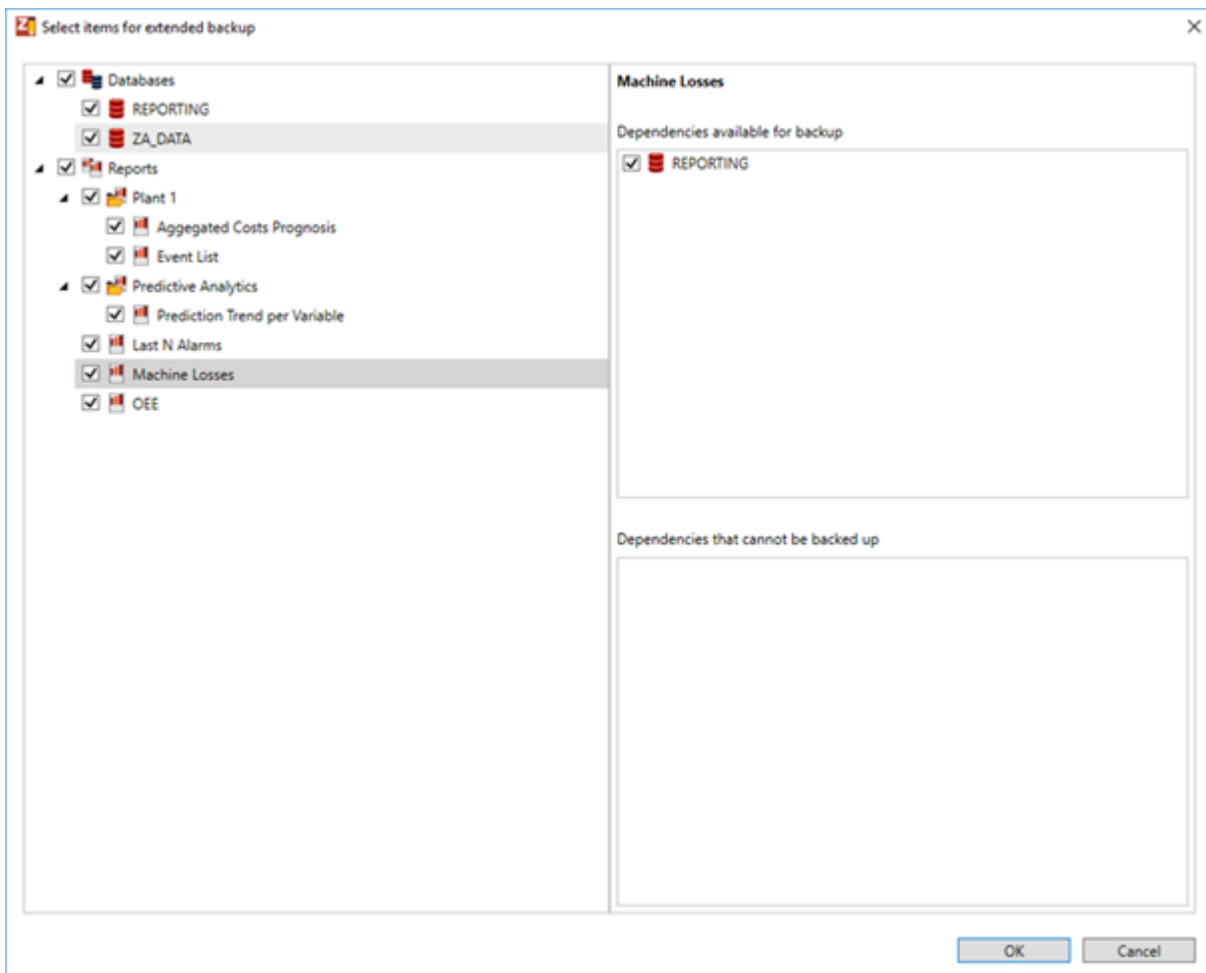 Select items for extended backup
Databases
REPORTING
ZA_DATA
Reports
Plant 1
Aggegated Costs Prognosis
Event List
Predictive Analytics
Prediction Trend per Variable
Last N Alarms
Machine Losses
OEE
Machine Losses
Dependencies available for backup
REPORTING
Dependencies that cannot be backed up
OK
Cancel